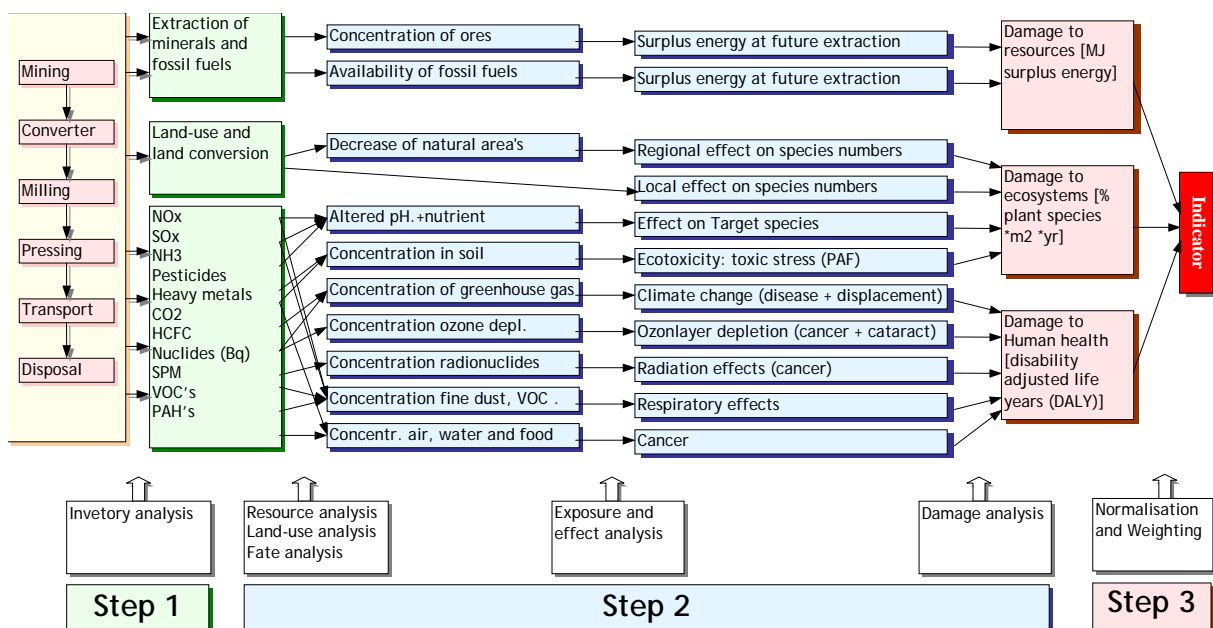 Mining
Converter
Milling
Pressing
Transport
Disposal
Extraction of
minerals and
fossil fuels
Land-use and
land conversion
NOx
SOx
NH3
Pesticides
Heavy metals
CO2
HCFC
Nuclides (Bq)
SPM
VOC's
PAH's
Concentration of ores
Availability of fossil fuels
Decrease of natural area's
Altered pH.+nutrient
Concentration in soil
Concentration of greenhouse gas
Concentration ozone depl.
Concentration radionuclides
Concentration fine dust, VOC .
Concentr. air, water and food
Surplus energy at future extraction
Surplus energy at future extraction
Regional effect on species numbers
Local effect on species numbers
Effect on Target species
Ecotoxicity: toxic stress (PAF)
Climate change (disease + displacement)
Ozonlayer depletion (cancer + cataract)
Radiation effects (cancer)
Respiratory effects
Cancer
Damage to
resources [MJ
surplus energy]
Damage to
ecosystems [%
plant species
*m2 *yr]
Damage to
Human health
[disability
adjusted life
years (DALY)]
Indicator
Invetory analysis
Resource analysis
Land-use analysis
Fate analysis
Exposure and
effect analysis
Damage analysis
Normalisation
and Weighting
Step 1
Step 2
Step 3